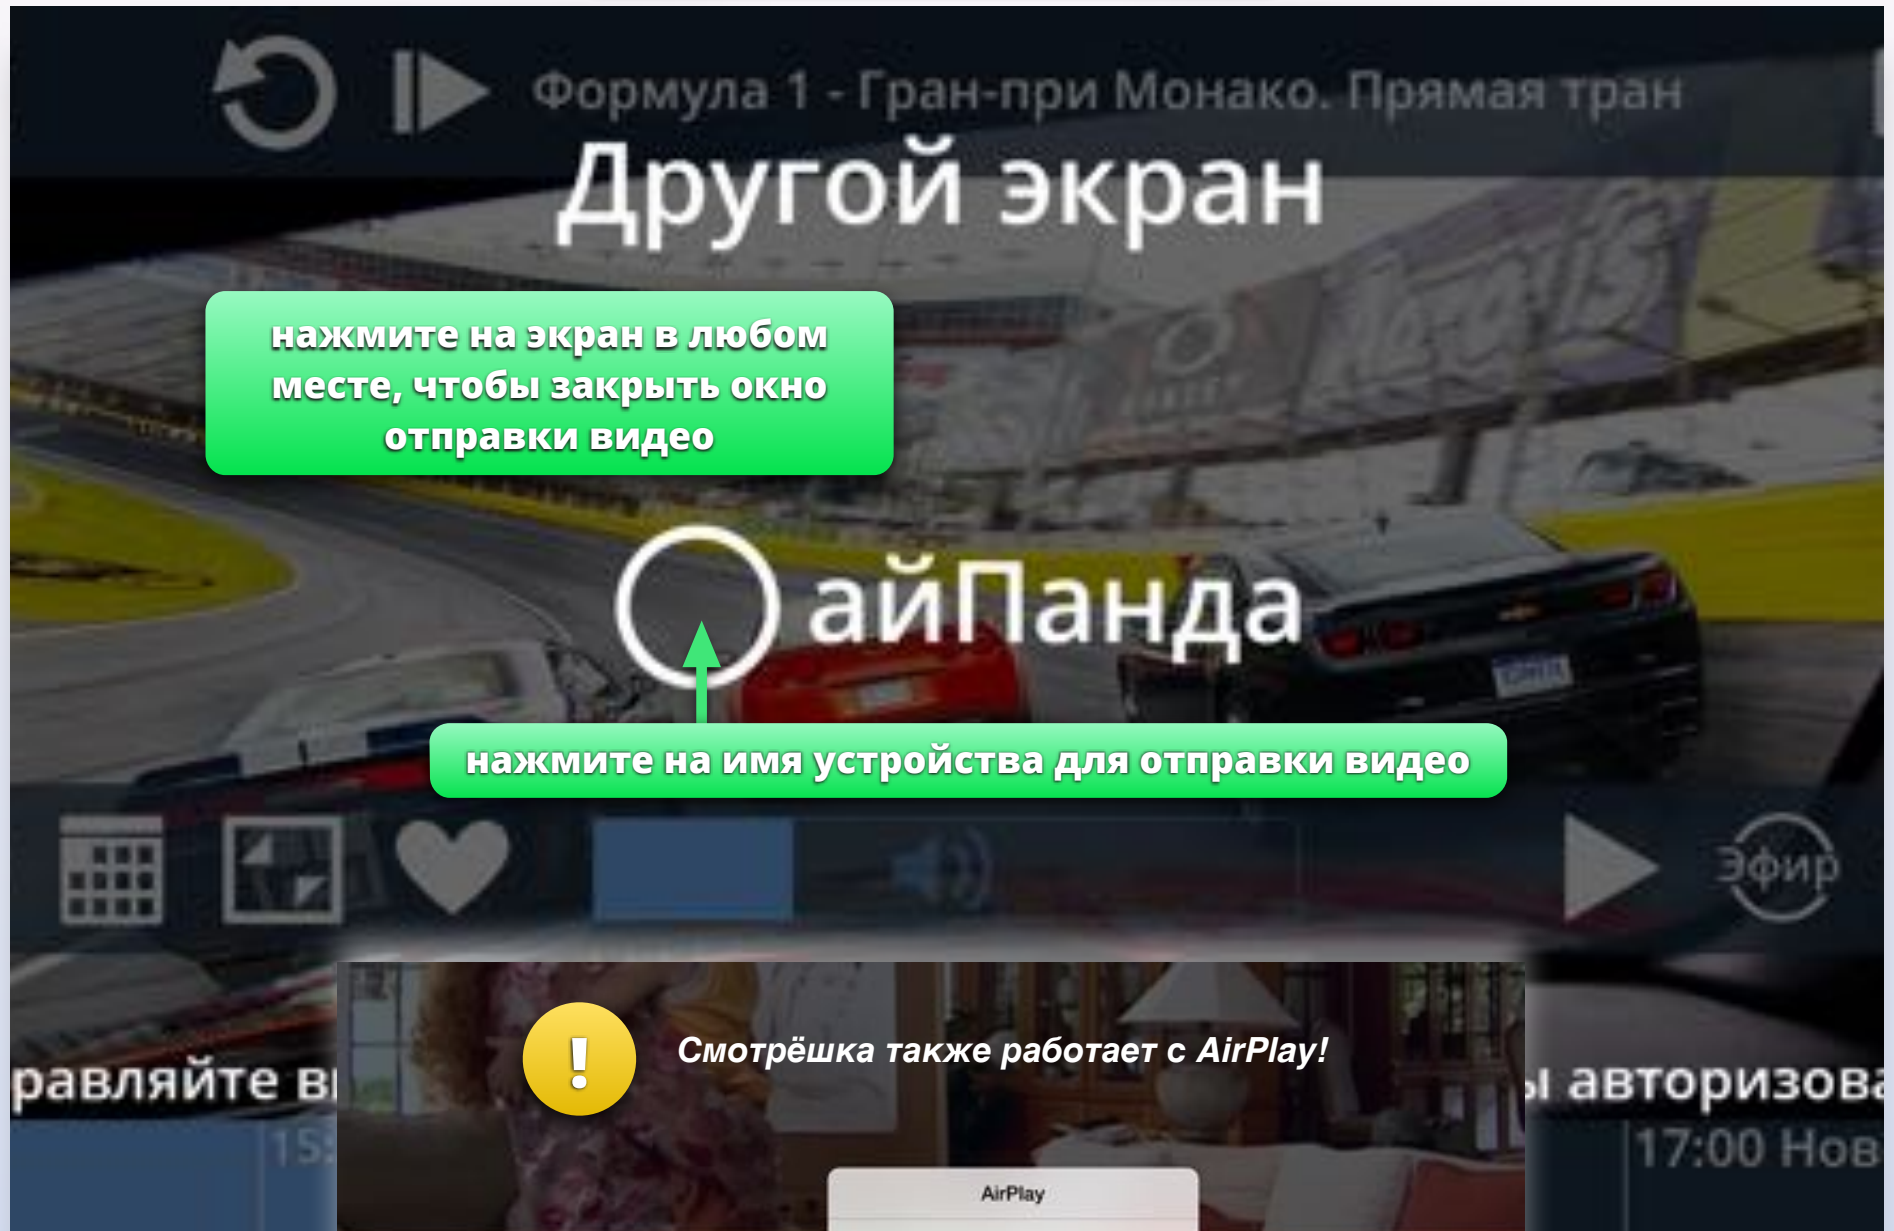 Формула 1 - Гран-при Монако. Прямая тран
Другой экран
нажмите на экран в любом
месте, чтобы закрыть окно
отправки видео
айПанда
нажмите на имя устройства для отправки видео
Эфир
! Смотрёшка также работает с AirPlay!
равляйте в
ы авторизова
15:
17:00 Нов
AirPlay